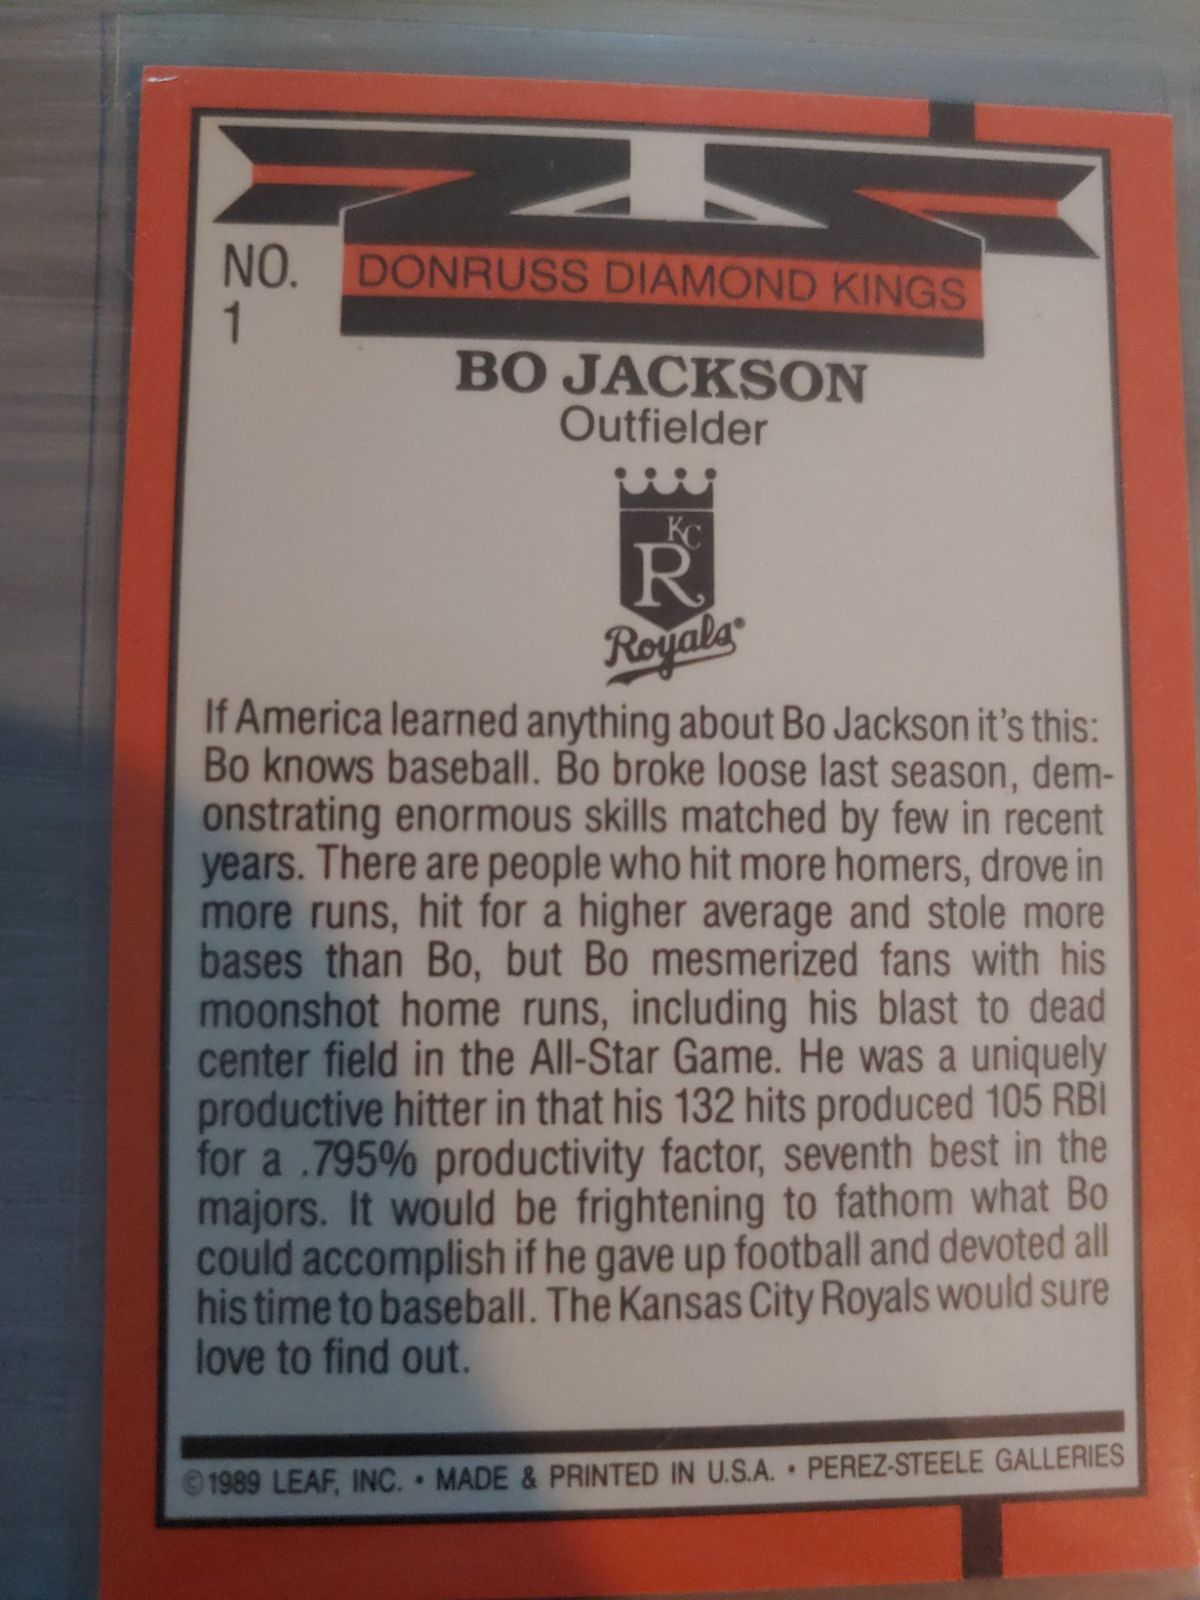 NO.
1
DONRUSS DIAMOND KINGS
BO JACKSON
Outfielder
KC
R
Royals®
If America learned anything about Bo Jackson it's this:
Bo knows baseball. Bo broke loose last season, dem-
onstrating enormous skills matched by few in recent
years. There are people who hit more homers, drove in
more runs, hit for a higher average and stole more
bases than Bo, but Bo mesmerized fans with his
moonshot home runs, including his blast to dead
center field in the All-Star Game. He was a uniquely
productive hitter in that his 132 hits produced 105 RBI
for a .795% productivity factor, seventh best in the
majors. It would be frightening to fathom what Bo
could accomplish if he gave up football and devoted all
his time to baseball. The Kansas City Royals would sure
love to find out.
©1989 LEAF, INC. • MADE & PRINTED IN U.S.A. • PEREZ-STEELE GALLERIES